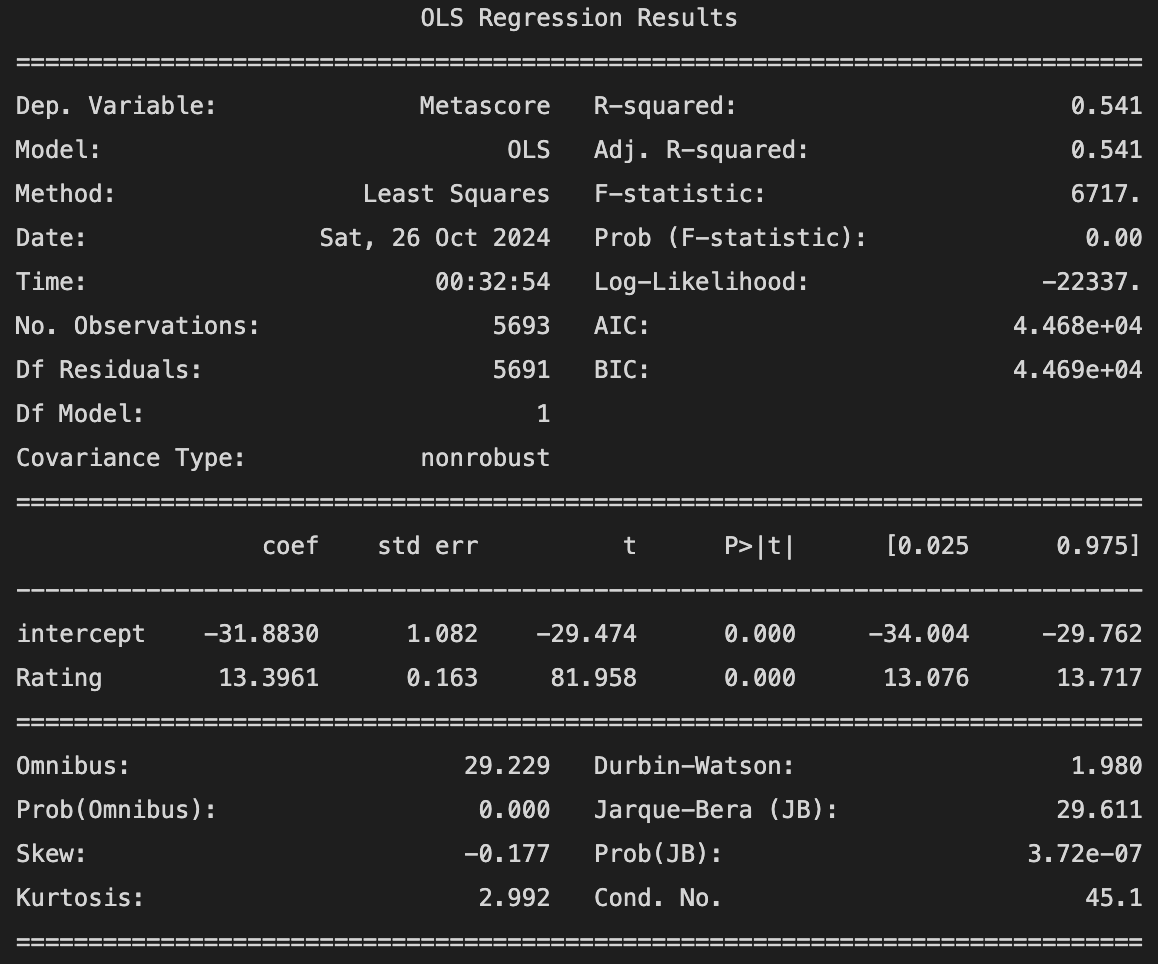 OLS Regression Results
==============================================================================
Dep. Variable:              Metascore   R-squared:                       0.541
Model:                            OLS   Adj. R-squared:                  0.541
Method:                 Least Squares   F-statistic:                     6717.
Date:                Sat, 26 Oct 2024   Prob (F-statistic):               0.00
Time:                        00:32:54   Log-Likelihood:                -22337.
No. Observations:                5693   AIC:                         4.468e+04
Df Residuals:                    5691   BIC:                         4.469e+04
Df Model:                           1
Covariance Type:            nonrobust
==============================================================================
                 coef    std err          t      P>|t|      [0.025      0.975]
------------------------------------------------------------------------------
intercept    -31.8830      1.082    -29.474      0.000     -34.004     -29.762
Rating        13.3961      0.163     81.958      0.000      13.076      13.717
==============================================================================
Omnibus:                       29.229   Durbin-Watson:                   1.980
Prob(Omnibus):                  0.000   Jarque-Bera (JB):               29.611
Skew:                          -0.177   Prob(JB):                     3.72e-07
Kurtosis:                       2.992   Cond. No.                         45.1
==============================================================================